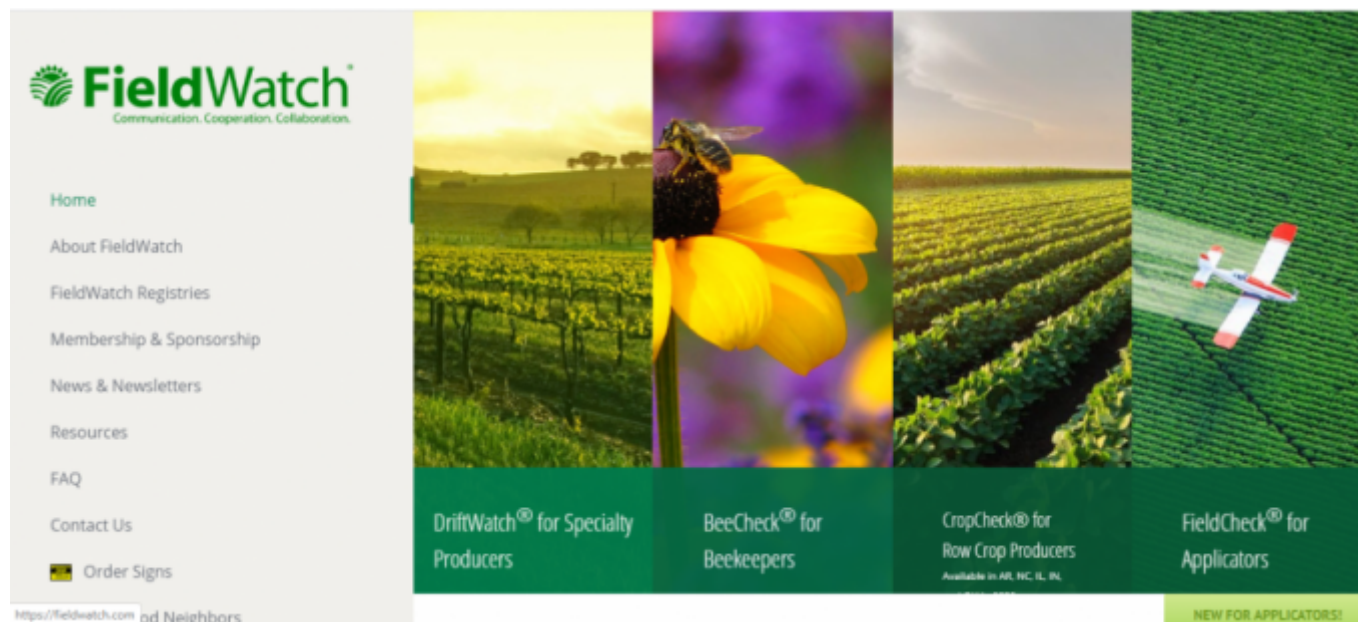 FieldWatch®
Communication. Cooperation. Collaboration.
Home
About FieldWatch
FieldWatch Registries
Membership & Sponsorship
News & Newsletters
Resources
FAQ
Contact Us
Order Signs
od Neighbors
https://fieldwatch.com
DriftWatch® for Specialty
Producers
BeeCheck® for
Beekeepers
CropCheck® for
Row Crop Producers
Available in AR, NC, IL, IN,
FieldCheck® for
Applicators
NEW FOR APPLICATORS!